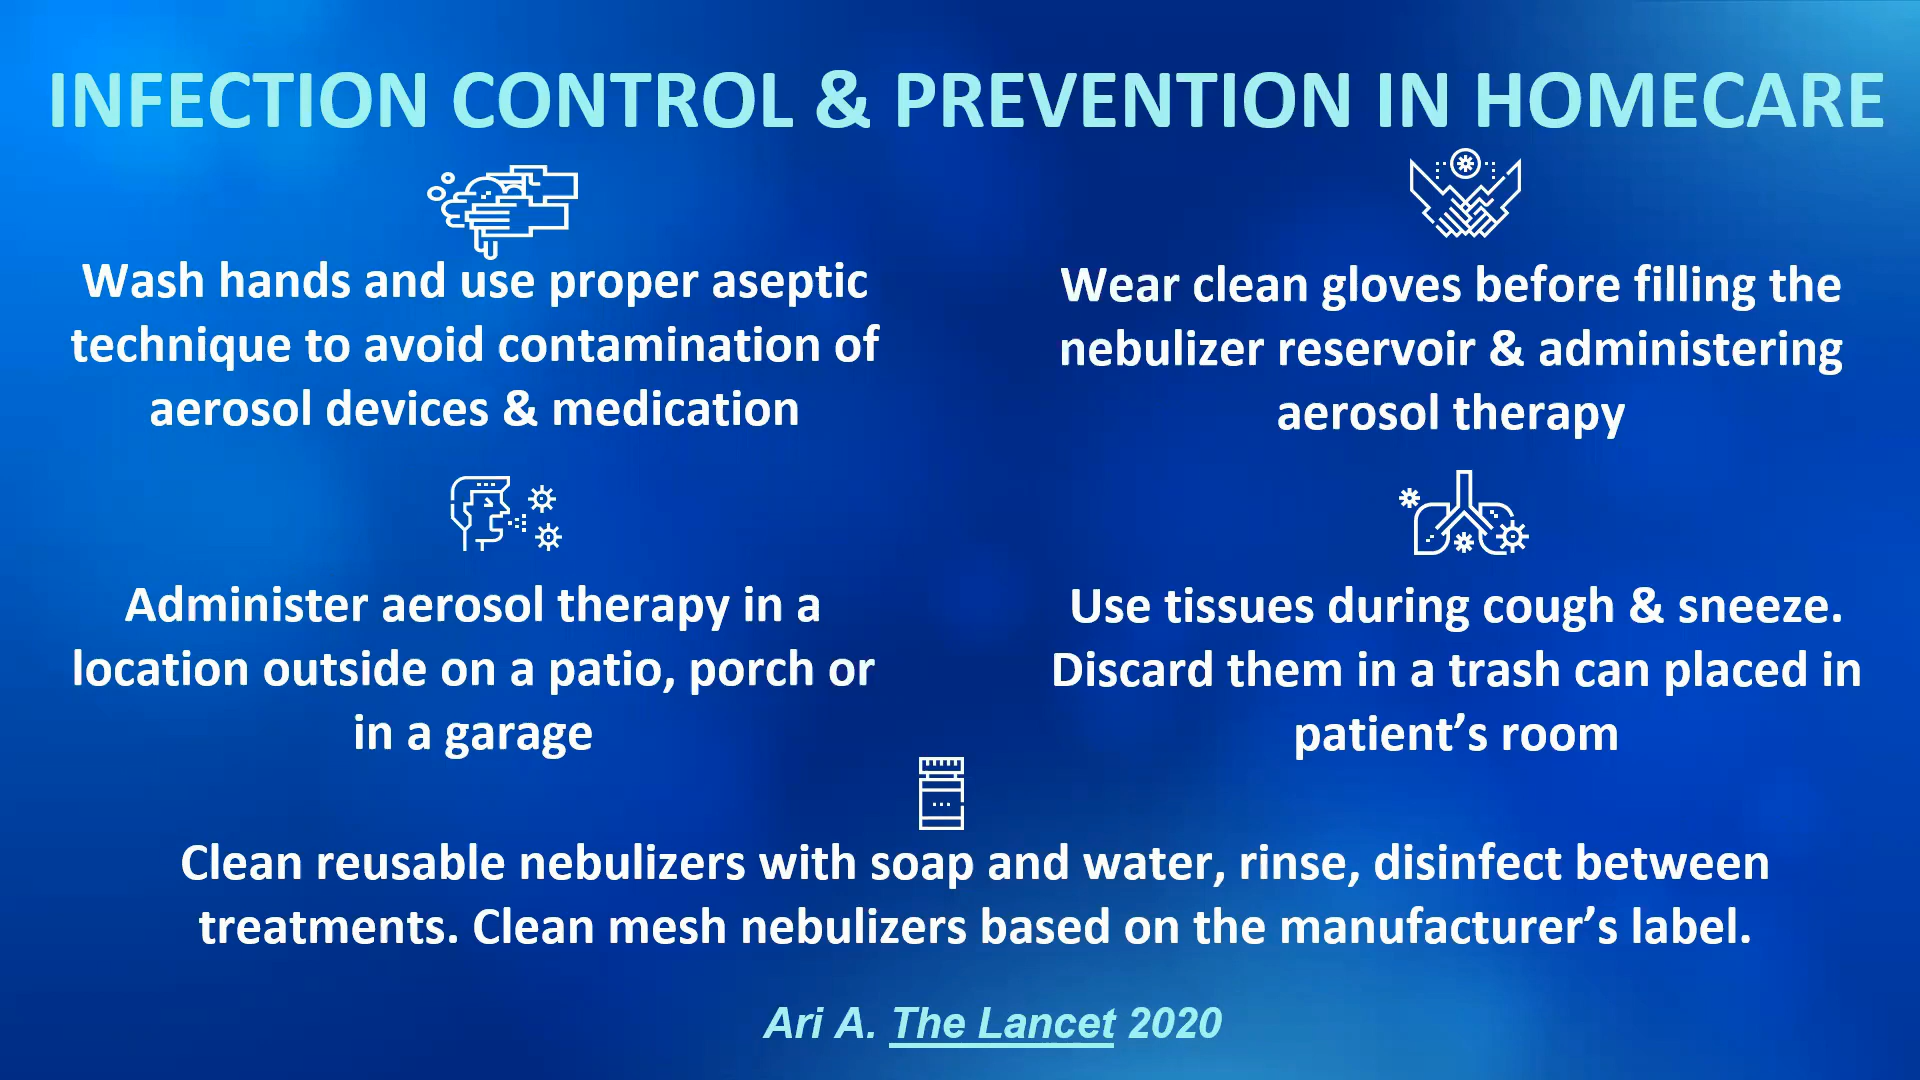 INFECTION CONTROL & PREVENTION IN HOMECARE
Wash hands and use proper aseptic
technique to avoid contamination of
aerosol devices & medication
Wear clean gloves before filling the
nebulizer reservoir & administering
aerosol therapy
Administer aerosol therapy in a
location outside on a patio, porch or
in a garage
Use tissues during cough & sneeze.
Discard them in a trash can placed in
patient’s room
Clean reusable nebulizers with soap and water, rinse, disinfect between
treatments. Clean mesh nebulizers based on the manufacturer’s label.
Ari A. The Lancet 2020